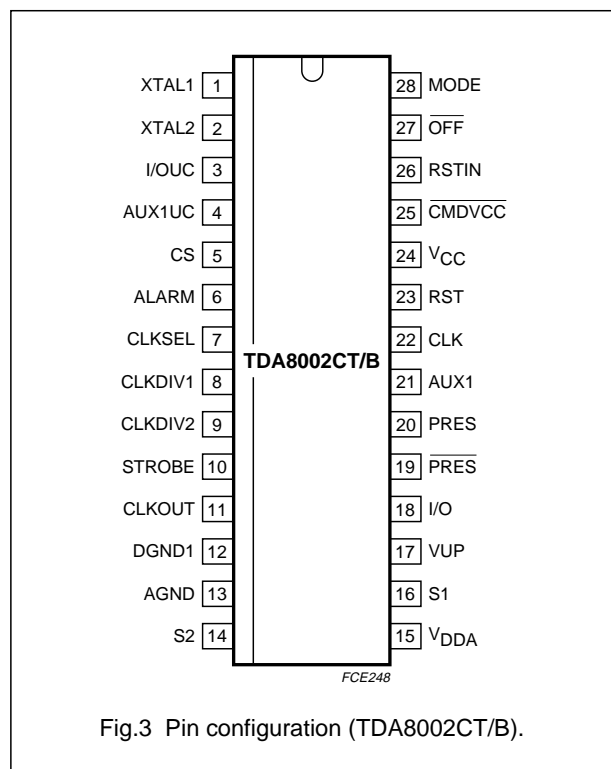 XTAL1 1 28 MODE
XTAL2 2 27 O̅F̅F̅
I/OUC 3 26 RSTIN
AUX1UC 4 25 C̅M̅D̅V̅C̅C̅
CS 5 24 VCC
ALARM 6 23 RST
CLKSEL 7 22 CLK
TDA8002CT/B
CLKDIV1 8 21 AUX1
CLKDIV2 9 20 PRES
STROBE 10 19 P̅R̅E̅S̅
CLKOUT 11 18 I/O
DGND1 12 17 VUP
AGND 13 16 S1
S2 14 15 VDDA
FCE248
Fig.3 Pin configuration (TDA8002CT/B).